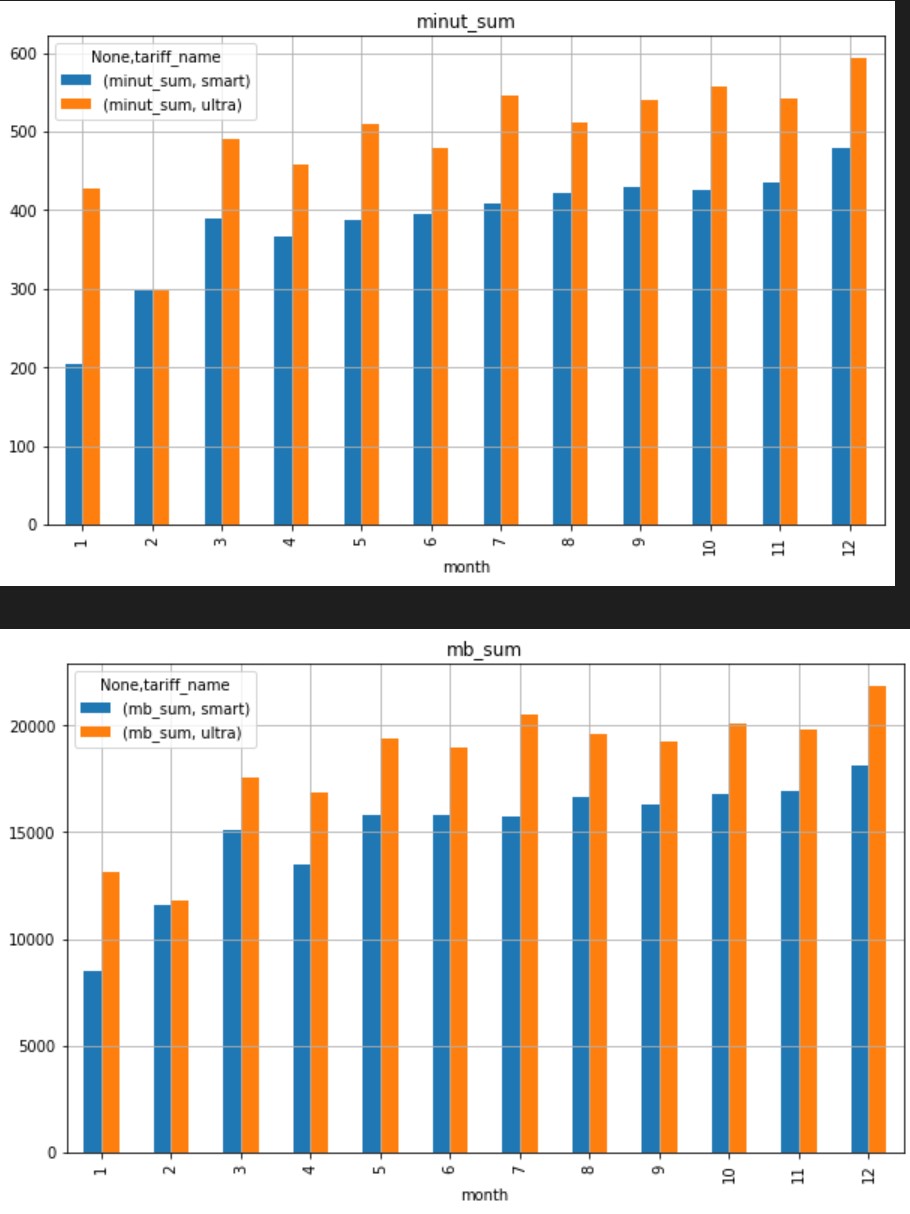 minut_sum
None,tariff_name
(minut_sum, smart)
(minut_sum, ultra)
600
500
400
300
200
100
0
1 2 3 4 5 6 7 8 9 10 11 12
month
mb_sum
None,tariff_name
(mb_sum, smart)
(mb_sum, ultra)
20000
15000
10000
5000
0
1 2 3 4 5 6 7 8 9 10 11 12
month